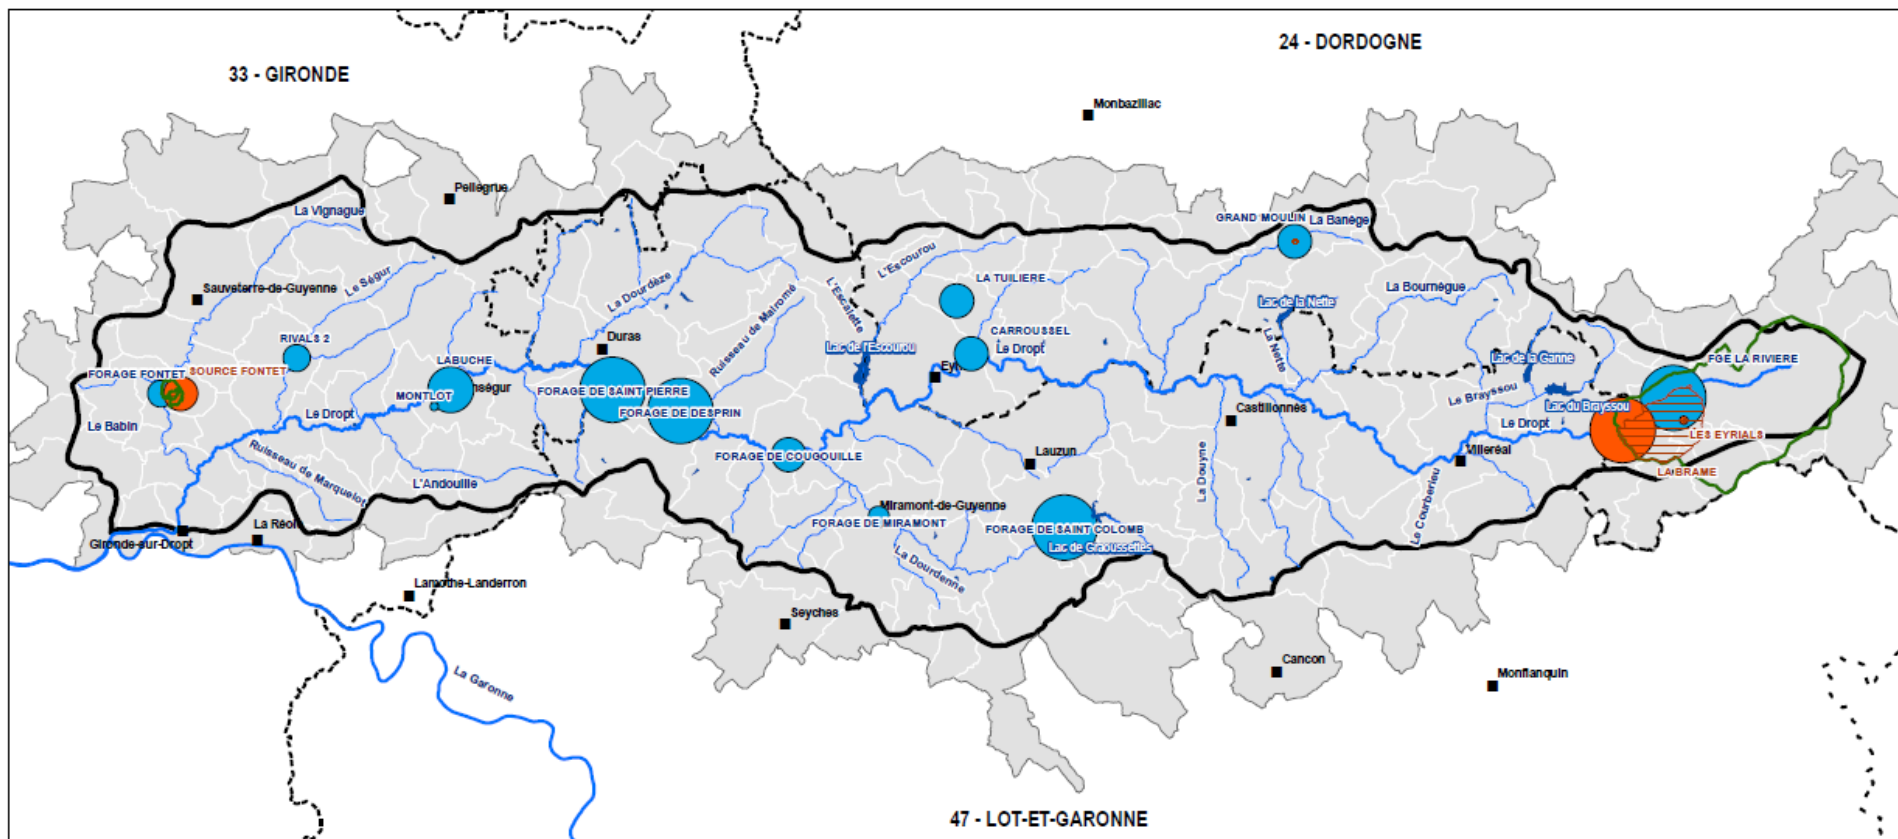 24 - DORDOGNE
33 - GIRONDE
Monbazillac
Pellegrue
La Vignague
GRAND MOULIN
La Banège
L'Escourou
Le Ségur
La Dourdèze
L'Escalette
LA TUILIERE
La Bournègue
Sauveterre-de-Guyenne
Ruisseau de Malromé
Lac de la Nette
RIVALS 2
Duras
CARROUSSEL
Le Dropt
Lac de l'Escourou
La Nette
Lac de la Ganne
FGE LA RIVIERE
LABUCHE
FORAGE FONTET
SOURCE FONTET
MONTLOT
nségur
FORAGE DE SAINT PIERRE
Eyr
Le Brayssou
Lac du Brayssou
Le Dropt
FORAGE DE DESPRIN
Castillonnès
Le Dropt
Le Babin
LES EYRIALS
Ruisseau de Marquelot
FORAGE DE COUGOUILLE
Lauzun
La Douyne
Villeréal
LA BRAME
L'Andouille
Le Courberieu
Miramont-de-Guyenne
FORAGE DE MIRAMONT
FORAGE DE SAINT COLOMB
La Réol
Gironde-sur-Dropt
Lac de Graoussettes
La Dourdenne
Lamothe-Landerron
Seyches
Cancon
Monflanquin
La Garonne
47 - LOT-ET-GARONNE